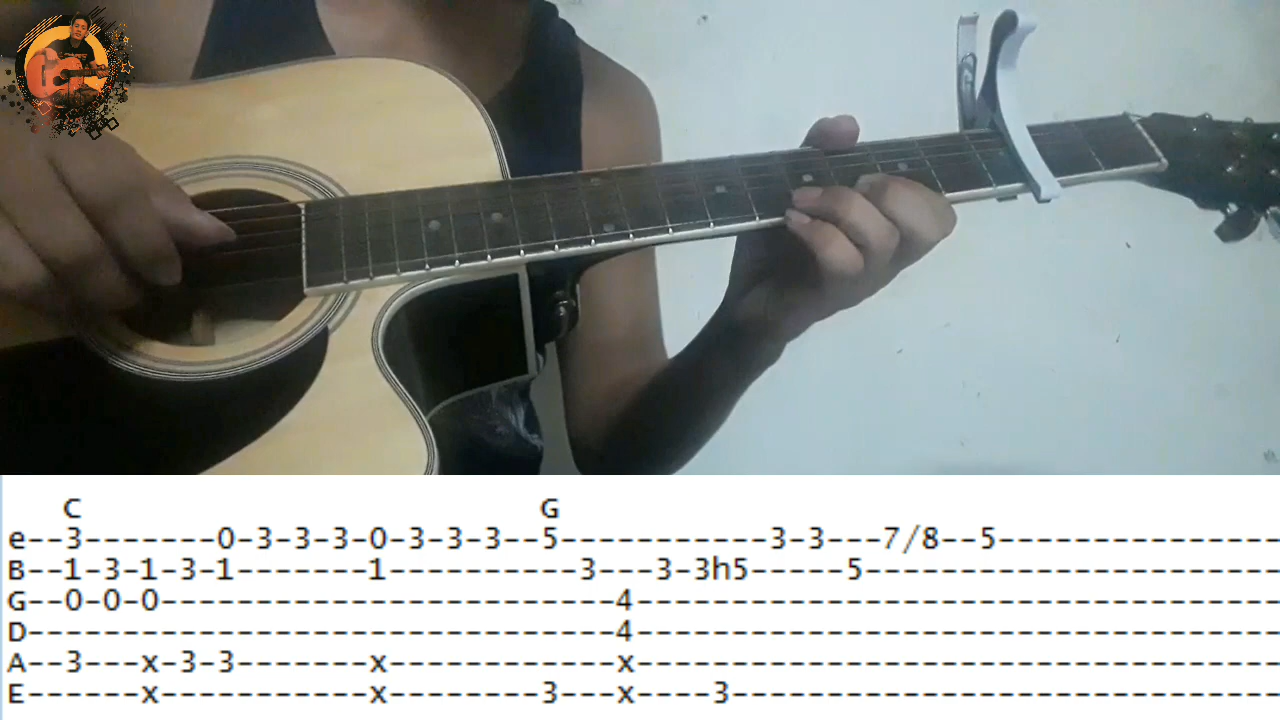 C G
e--3-------0-3-3-3-0-3-3-3--5-----------3-3---7/8--5---------------
B--1-3-1-3-1-------1----------3---3-3h5-----5----------------------
G--0-0-0------------------------4----------------------------------
D-------------------------------4----------------------------------
A--3---x-3-3-------x------------x----------------------------------
E------x-----------x--------3---x----3-----------------------------